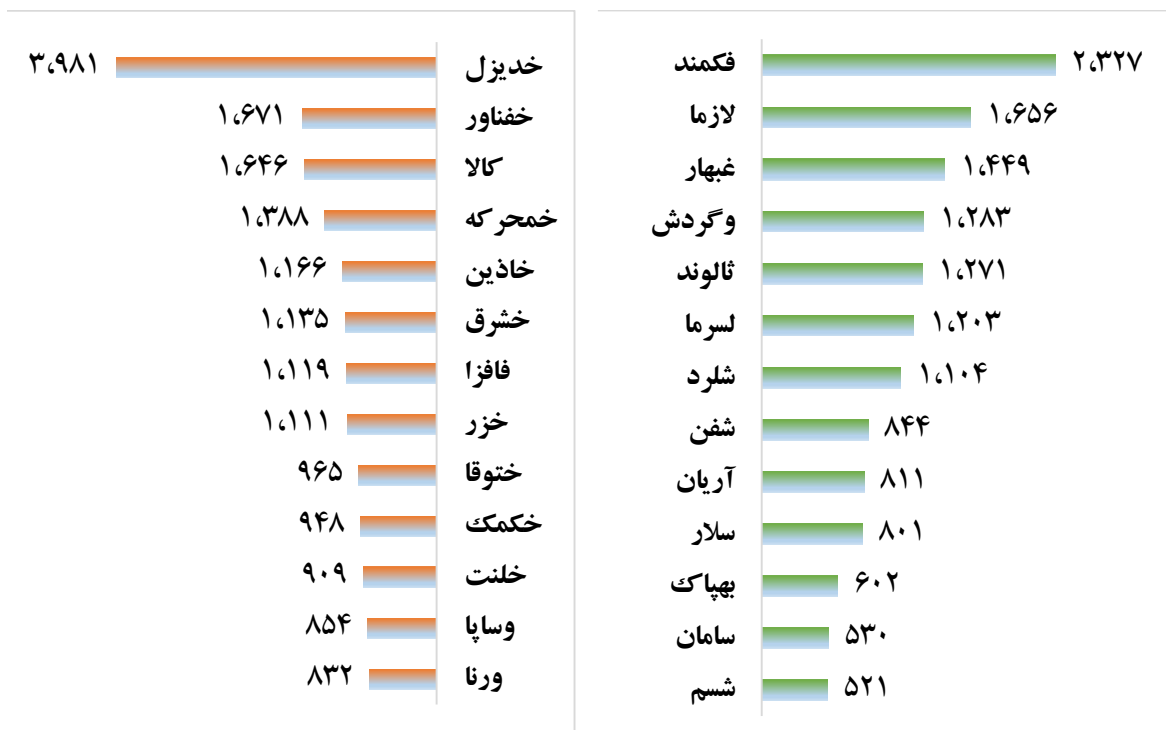 فکمند ۲،۳۲۷
لازما ۱،۶۵۶
غبهار ۱،۴۴۹
وگردش ۱،۲۸۳
ثالوند ۱،۲۷۱
لسرما ۱،۲۰۳
شلرد ۱،۱۰۴
شفن ۸۴۴
آریان ۸۱۱
سلار ۸۰۱
بهپاک ۶۰۲
سامان ۵۳۰
شسم ۵۲۱
خدیزل ۳،۹۸۱
خفناور ۱،۶۷۱
کالا ۱،۶۴۶
خمحرکه ۱،۳۸۸
خاذین ۱،۱۶۶
خشرق ۱،۱۳۵
فافزا ۱،۱۱۹
خزر ۱،۱۱۱
ختوقا ۹۶۵
خکمک ۹۴۸
خلنت ۹۰۹
وساپا ۸۵۴
ورنا ۸۳۲